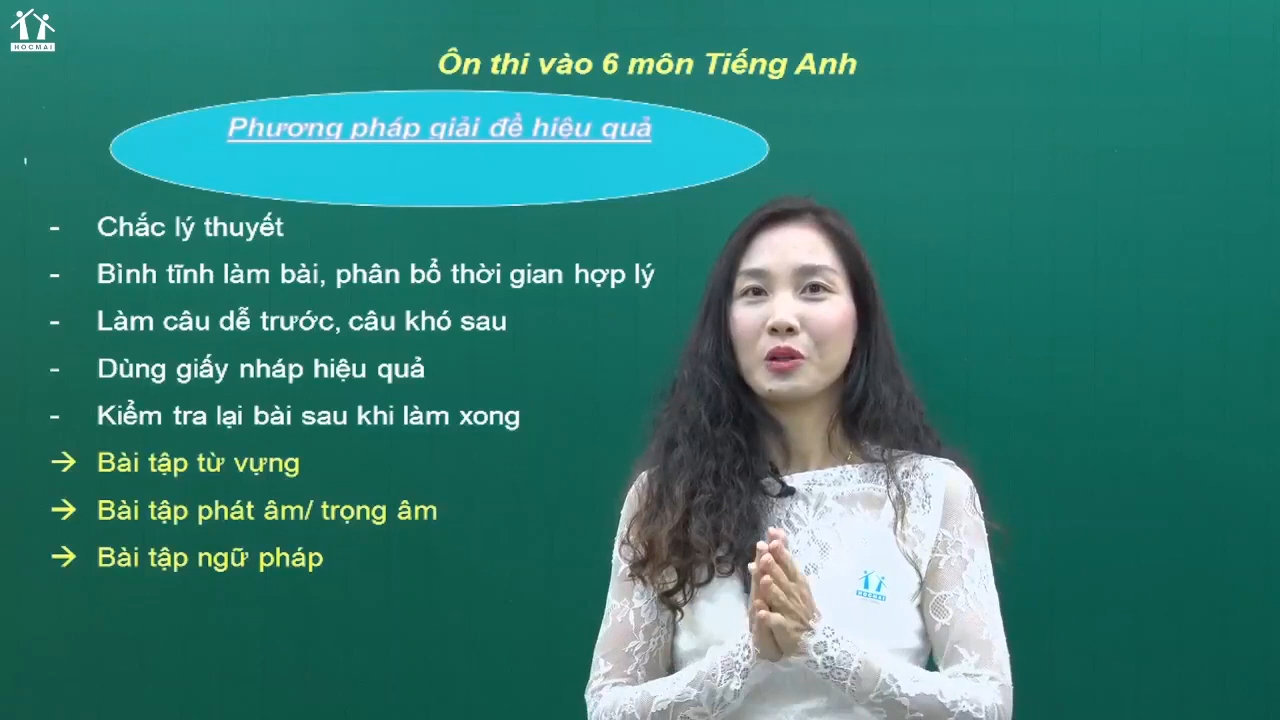 HOCMAI
Ôn thi vào 6 môn Tiếng Anh
Phương pháp giải đề hiệu quả
- Chắc lý thuyết
- Bình tĩnh làm bài, phân bổ thời gian hợp lý
- Làm câu dễ trước, câu khó sau
- Dùng giấy nháp hiệu quả
- Kiểm tra lại bài sau khi làm xong
→ Bài tập từ vựng
→ Bài tập phát âm/ trọng âm
→ Bài tập ngữ pháp
HOCMAI